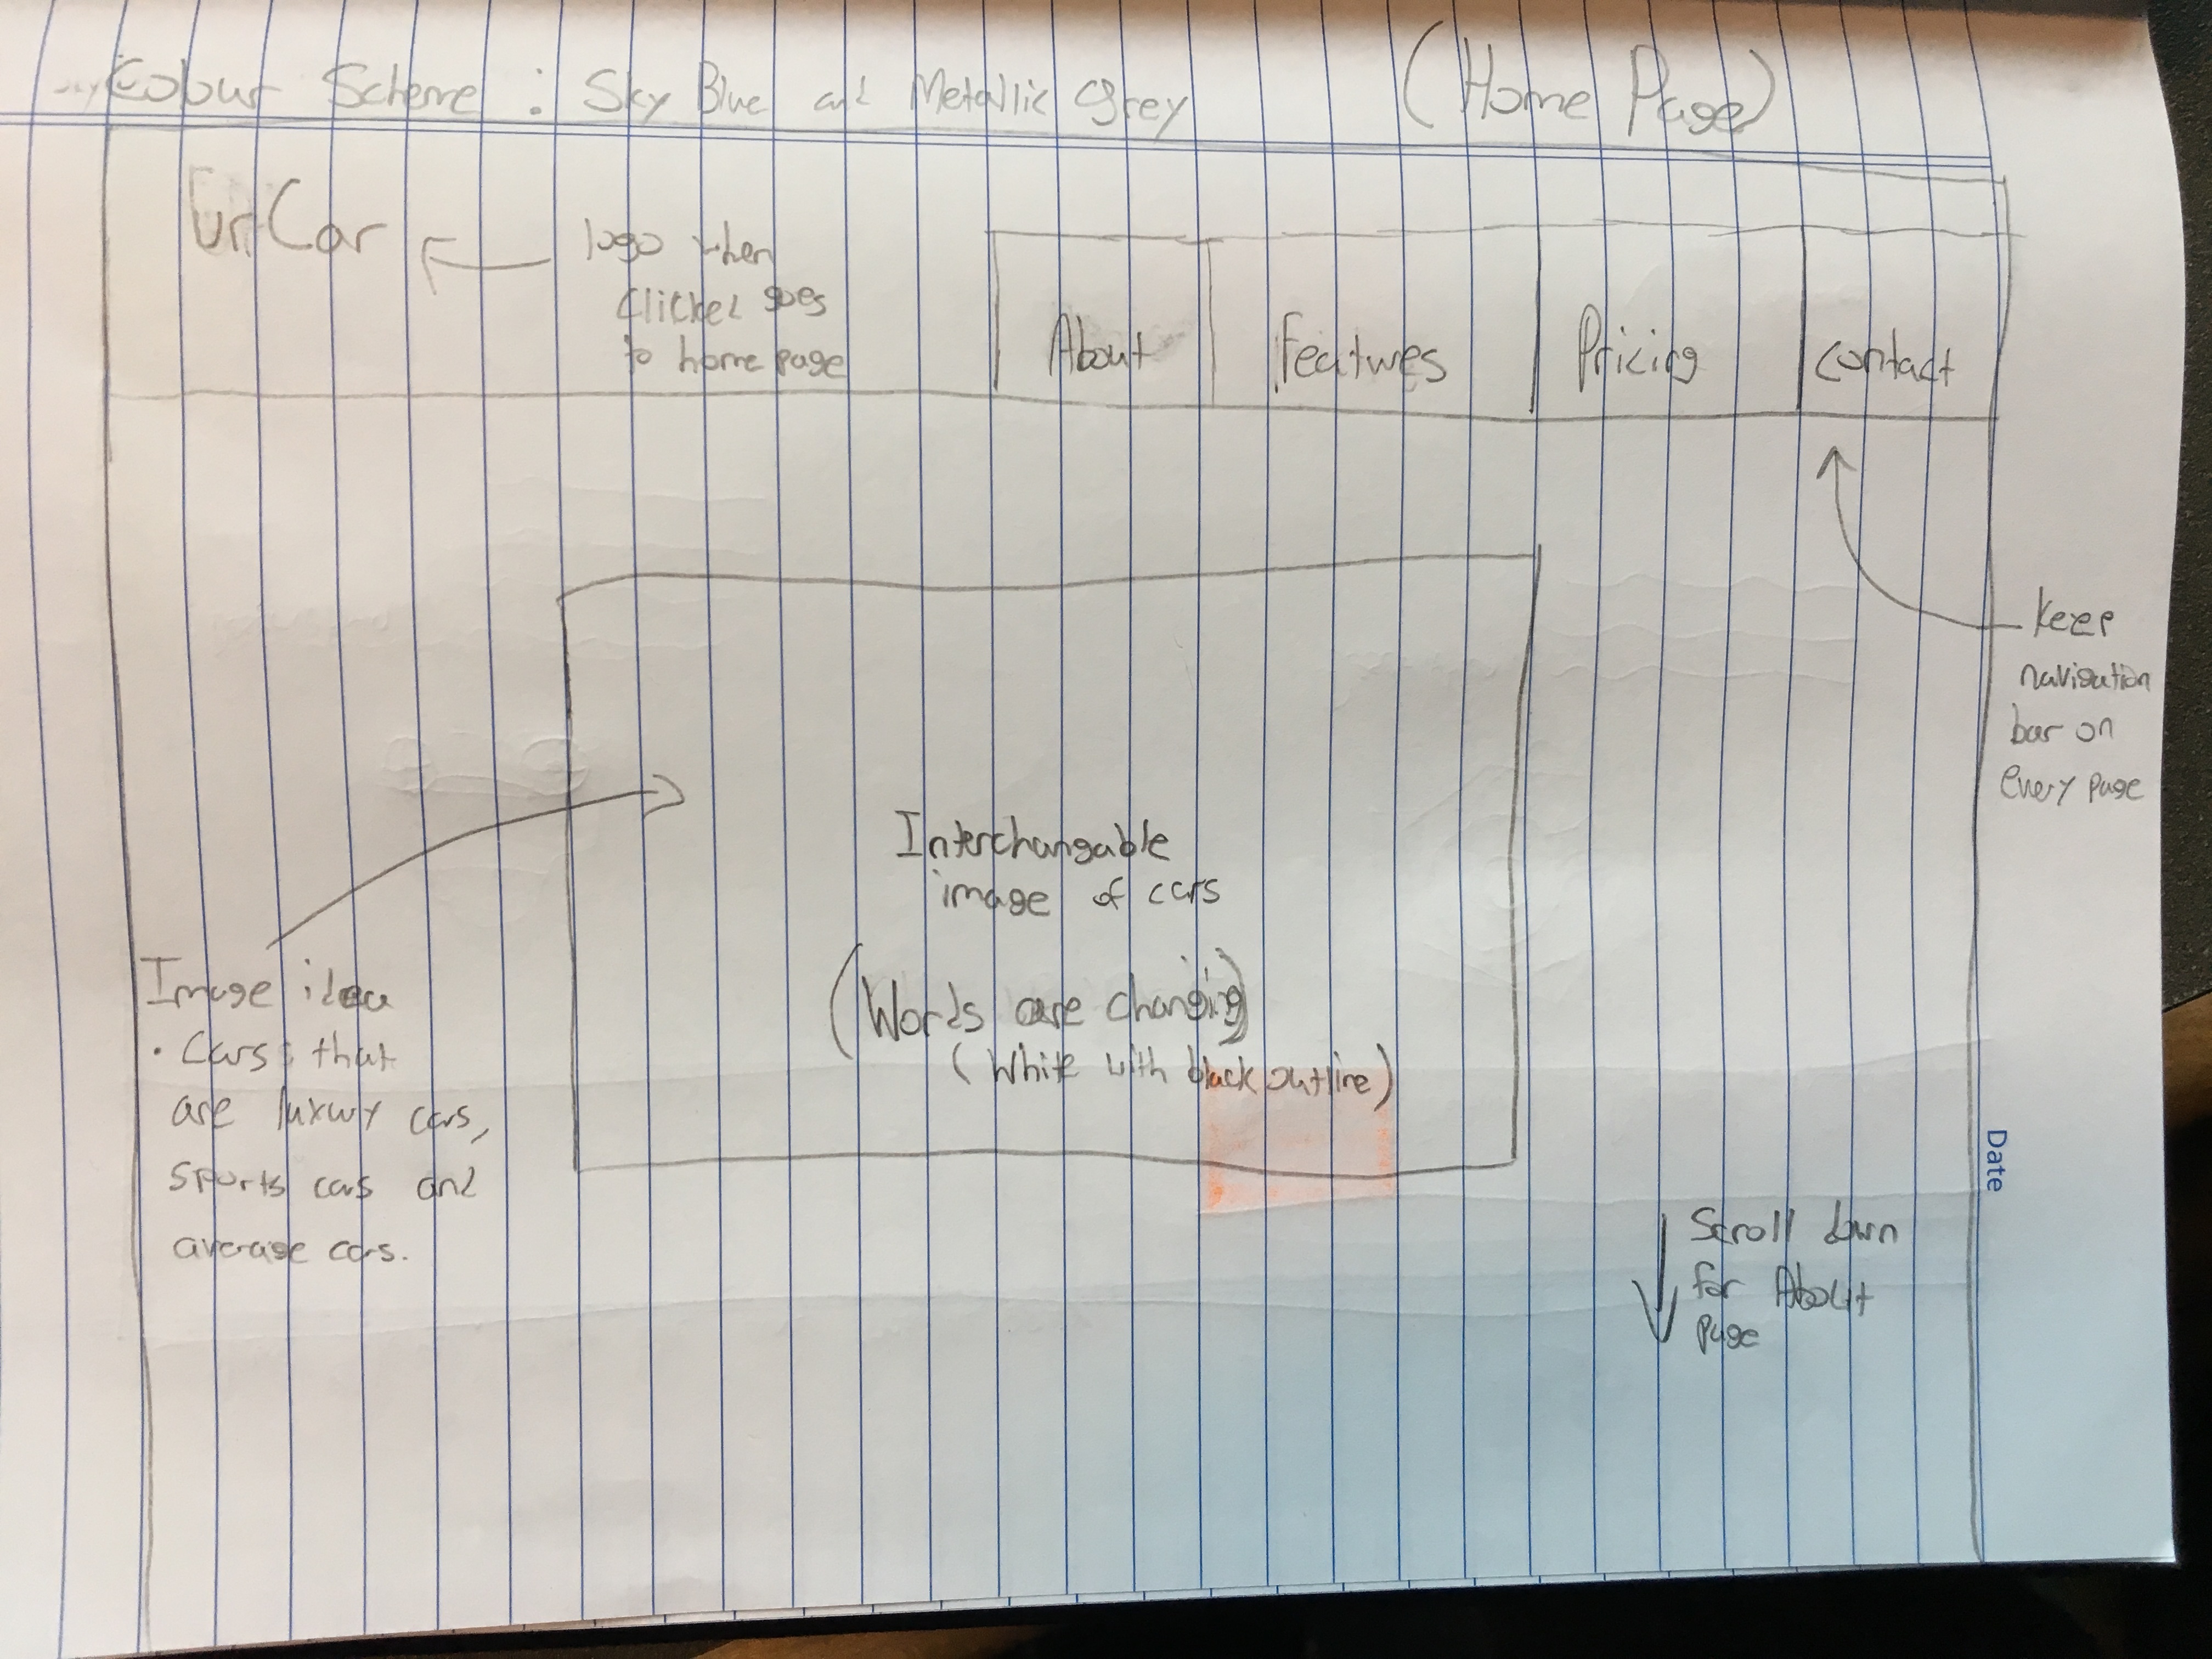 Colour Scheme : Sky Blue and Metallic Grey
(Home Page)
UrCar
logo when
clicked goes
to home page
About
Features
Pricing
contact
Keep
navigation
bar on
every page
Interchangable
image of cars
(Words are changing)
(White with black outline)
Image idea
• Cars that
are luxury cars,
sports cars and
average cars.
Date
Scroll down
for About
page